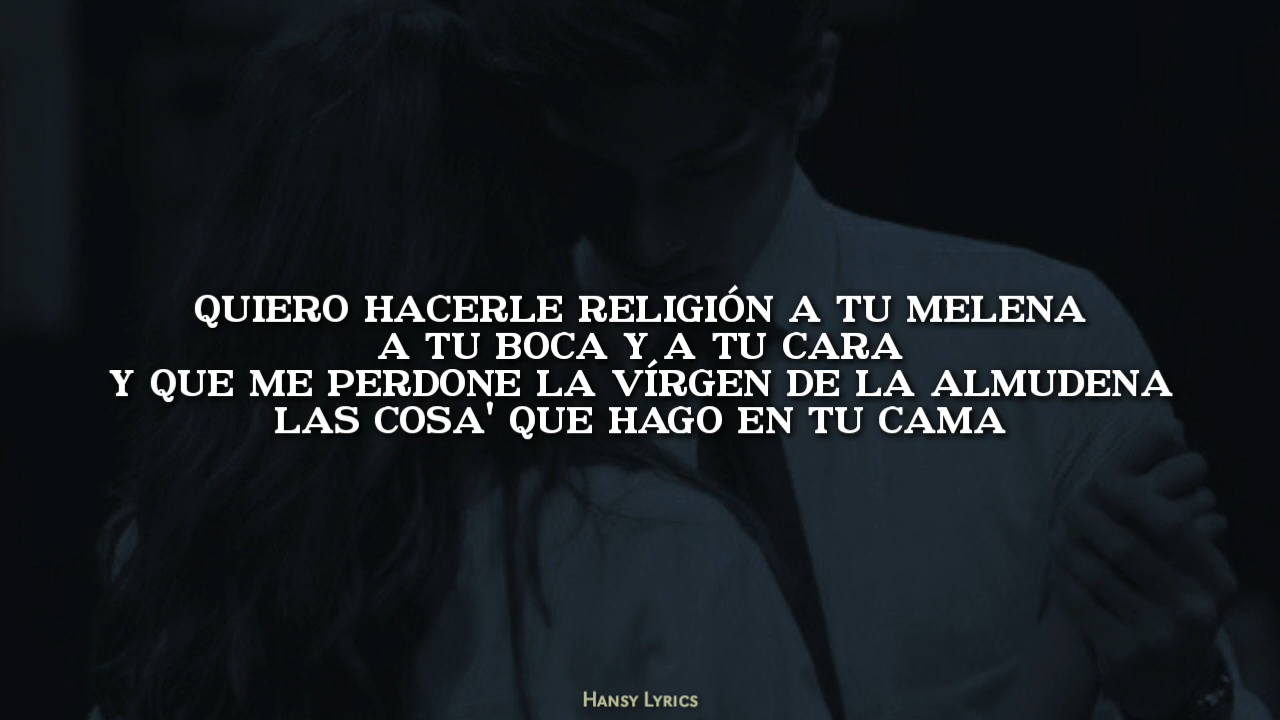 QUIERO HACERLE RELIGIÓN A TU MELENA
A TU BOCA Y A TU CARA
Y QUE ME PERDONE LA VÍRGEN DE LA ALMUDENA
LAS COSA' QUE HAGO EN TU CAMA
HANSY LYRICS